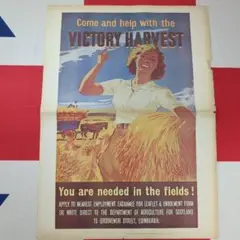 Come and help with the
VICTORY HARVEST
You are needed in the fields!
APPLY TO NEAREST EMPLOYMENT EXCHANGE FOR LEAFLET & ENROLMENT FORM
OR WRITE DIRECT TO THE DEPARTMENT OF AGRICULTURE FOR SCOTLAND
15 GROSVENOR STREET, EDINBURGH.